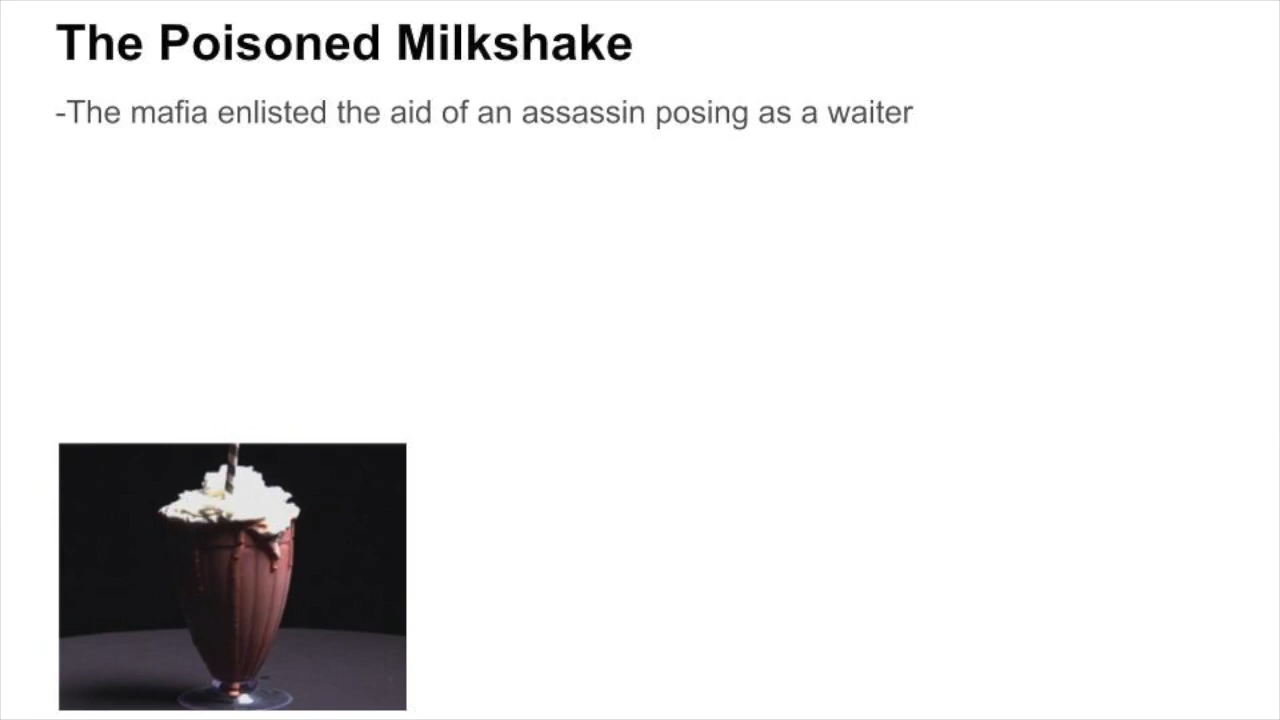 The Poisoned Milkshake
-The mafia enlisted the aid of an assassin posing as a waiter